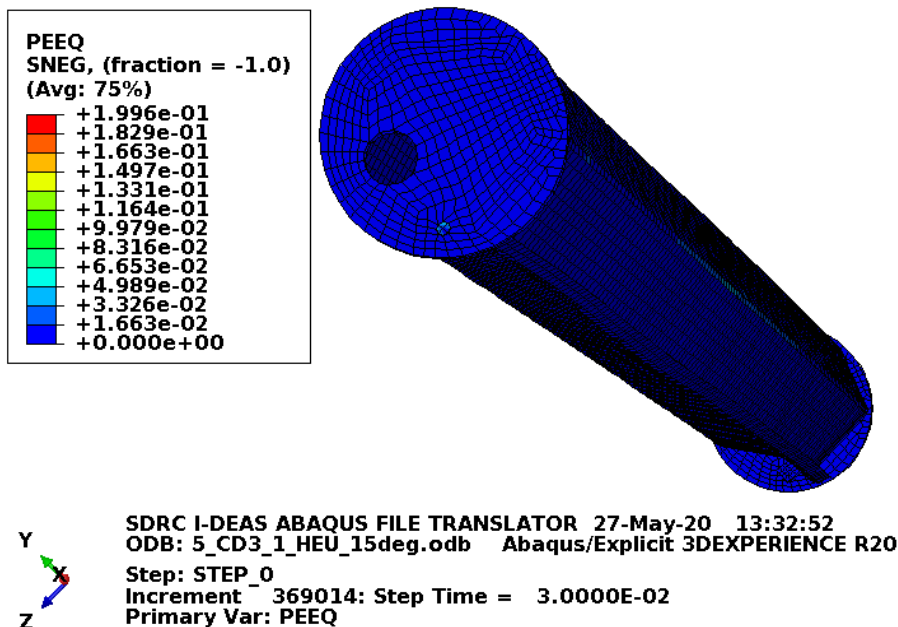 PEEQ
SNEG, (fraction = -1.0)
(Avg: 75%)
+1.996e-01
+1.829e-01
+1.663e-01
+1.497e-01
+1.331e-01
+1.164e-01
+9.979e-02
+8.316e-02
+6.653e-02
+4.989e-02
+3.326e-02
+1.663e-02
+0.000e+00
SDRC I-DEAS ABAQUS FILE TRANSLATOR 27-May-20 13:32:52
ODB: 5_CD3_1_HEU_15deg.odb Abaqus/Explicit 3DEXPERIENCE R20
Y
X
Z
Step: STEP_0
Increment 369014: Step Time = 3.0000E-02
Primary Var: PEEQ